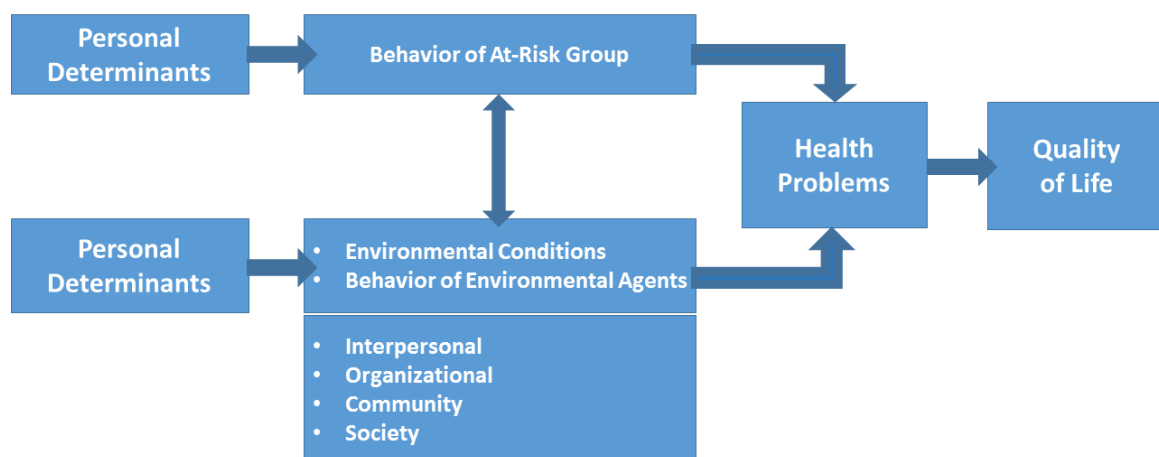 Personal
Determinants
Behavior of At-Risk Group
Health
Problems
Quality
of Life
Personal
Determinants
• Environmental Conditions
• Behavior of Environmental Agents
• Interpersonal
• Organizational
• Community
• Society